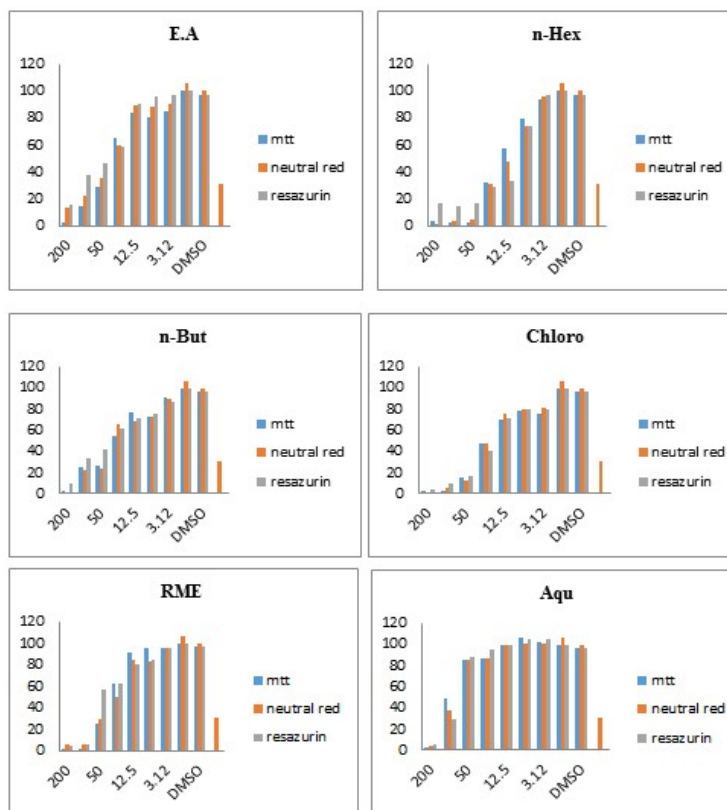 E.A
120
100
80
60
40
20
0
200
50
12.5
3.12
DMSO
mtt
neutral red
resazurin
n-Hex
120
100
80
60
40
20
0
200
50
12.5
3.12
DMSO
mtt
neutral red
resazurin
n-But
120
100
80
60
40
20
0
200
50
12.5
3.12
DMSO
mtt
neutral red
resazurin
Chloro
120
100
80
60
40
20
0
200
50
12.5
3.12
DMSO
mtt
neutral red
resazurin
RME
120
100
80
60
40
20
0
200
50
12.5
3.12
DMSO
mtt
neutral red
resazurin
Aqu
120
100
80
60
40
20
0
200
50
12.5
3.12
DMSO
mtt
neutral red
resazurin